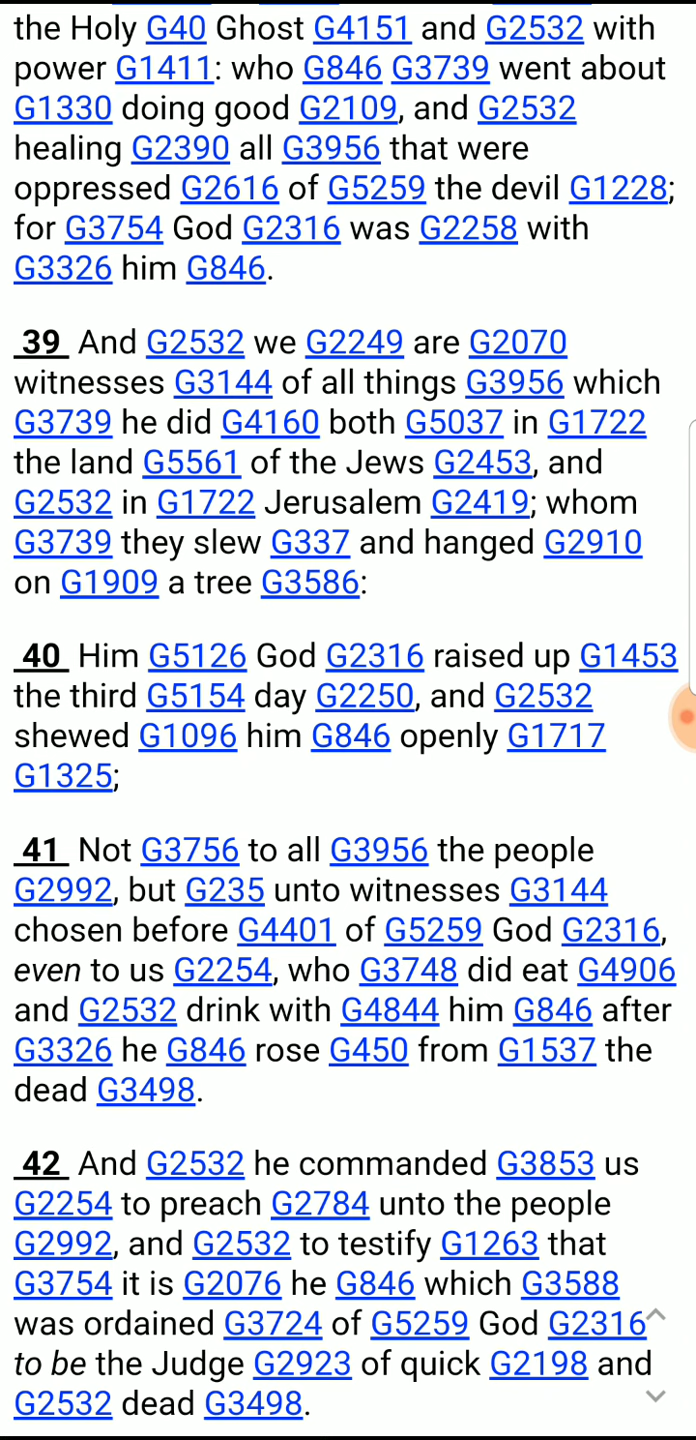 the Holy G40 Ghost G4151 and G2532 with
power G1411: who G846 G3739 went about
G1330 doing good G2109, and G2532
healing G2390 all G3956 that were
oppressed G2616 of G5259 the devil G1228;
for G3754 God G2316 was G2258 with
G3326 him G846.
39 And G2532 we G2249 are G2070
witnesses G3144 of all things G3956 which
G3739 he did G4160 both G5037 in G1722
the land G5561 of the Jews G2453, and
G2532 in G1722 Jerusalem G2419; whom
G3739 they slew G337 and hanged G2910
on G1909 a tree G3586:
40 Him G5126 God G2316 raised up G1453
the third G5154 day G2250, and G2532
shewed G1096 him G846 openly G1717
G1325;
41 Not G3756 to all G3956 the people
G2992, but G235 unto witnesses G3144
chosen before G4401 of G5259 God G2316,
even to us G2254, who G3748 did eat G4906
and G2532 drink with G4844 him G846 after
G3326 he G846 rose G450 from G1537 the
dead G3498.
42 And G2532 he commanded G3853 us
G2254 to preach G2784 unto the people
G2992, and G2532 to testify G1263 that
G3754 it is G2076 he G846 which G3588
was ordained G3724 of G5259 God G2316
to be the Judge G2923 of quick G2198 and
G2532 dead G3498.